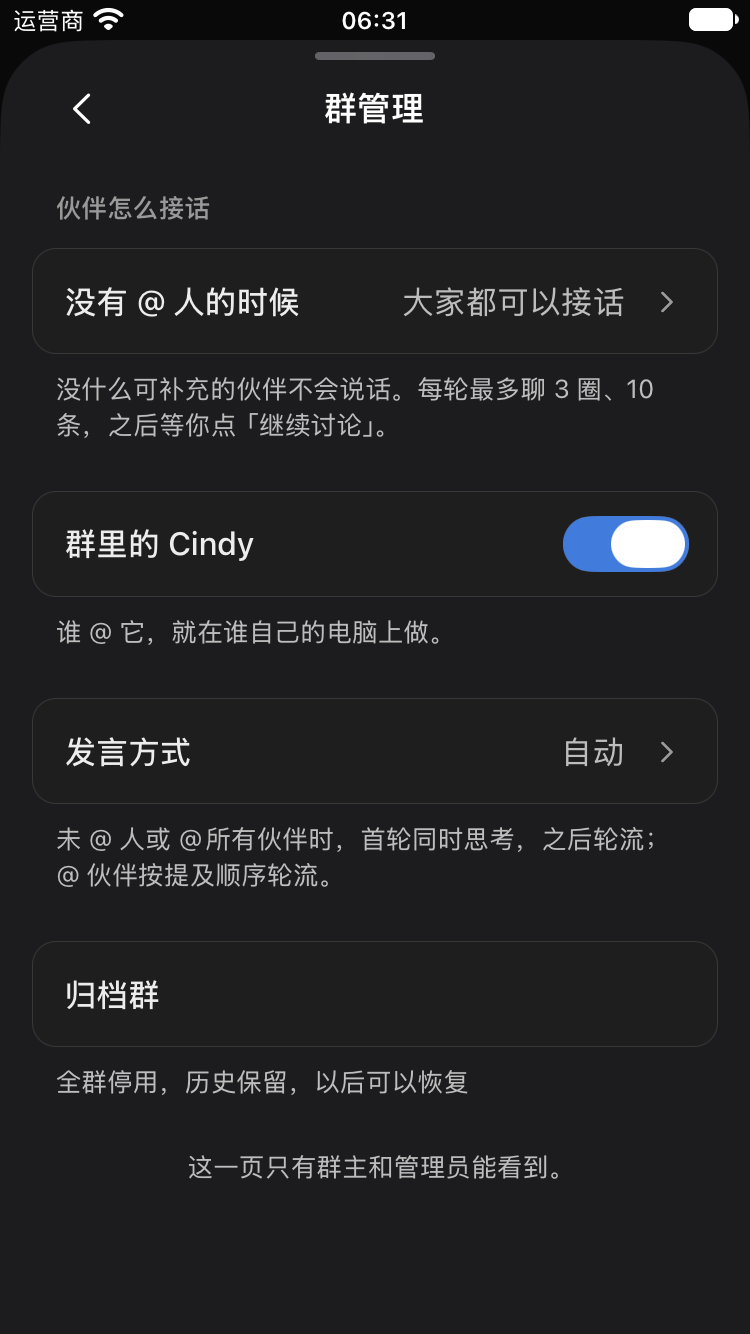 运营商
06:31
群管理
伙伴怎么接话
没有 @ 人的时候
大家都可以接话
没什么可补充的伙伴不会说话。每轮最多聊 3 圈、10
条，之后等你点「继续讨论」。
群里的 Cindy
谁 @ 它，就在谁自己的电脑上做。
发言方式
自动
未 @ 人或 @所有伙伴时，首轮同时思考，之后轮流；
@ 伙伴按提及顺序轮流。
归档群
全群停用，历史保留，以后可以恢复
这一页只有群主和管理员能看到。